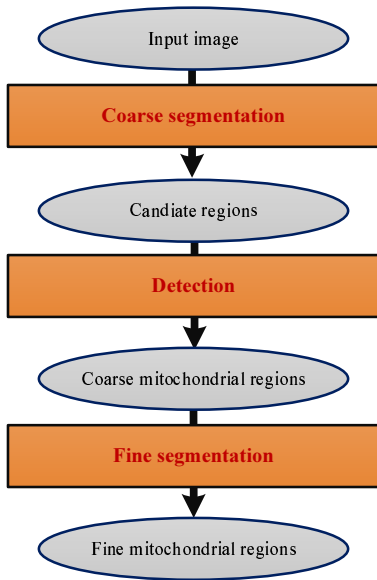 Input image
Coarse segmentation
Candiate regions
Detection
Coarse mitochondrial regions
Fine segmentation
Fine mitochondrial regions